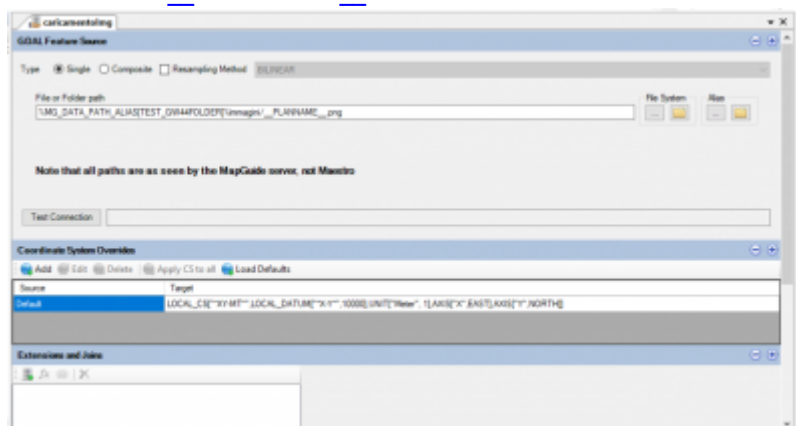 caricamentoImg
GDAL Feature Source
Type Single Composite Resampling Method BILINEAR
File or Folder path
File System Alias
%MG_DATA_PATH_ALIAS[TEST_GW44FOLDER]%immagini/__PLANNAME__.png
... ...
Note that all paths are as seen by the MapGuide server, not Maestro
Test Connection
Coordinate System Overrides
Add Edit Delete Apply CS to all Load Defaults
Source Target
Default LOCAL_CS["*XY-MT*",LOCAL_DATUM["*X-Y*",10000],UNIT["Meter", 1],AXIS["X",EAST],AXIS["Y",NORTH]]
Extensions and Joins